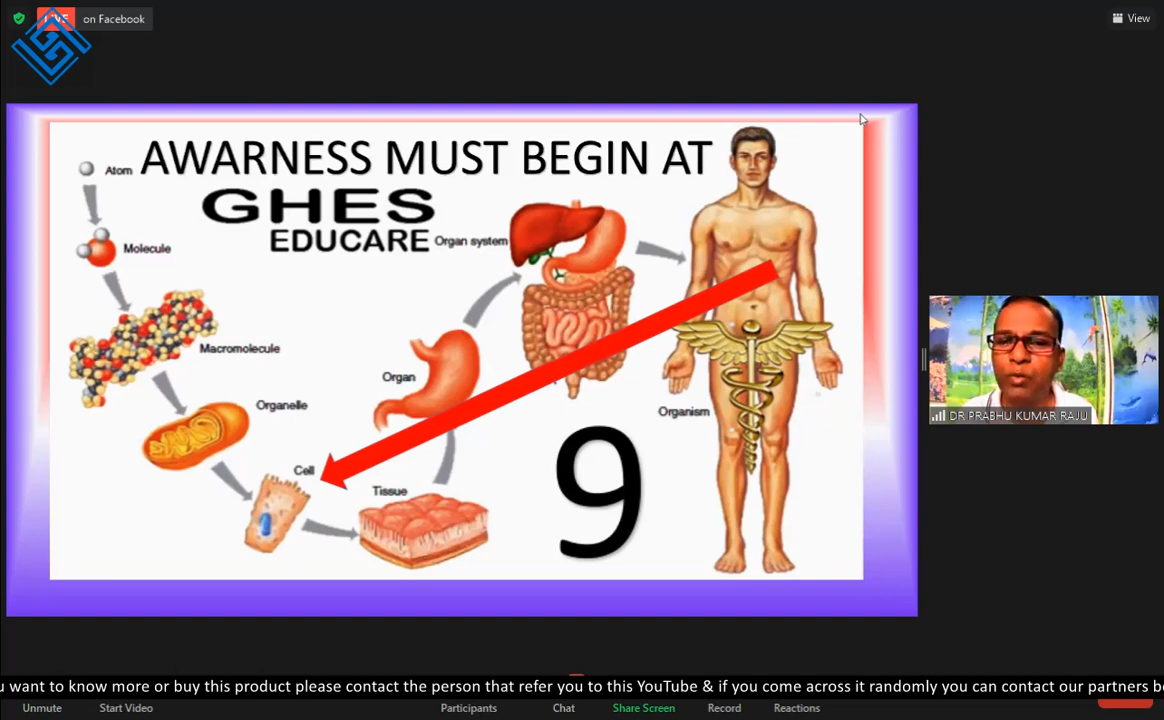 LIVE on Facebook
View
AWARNESS MUST BEGIN AT
GHES
EDUCARE
Atom
Molecule
Macromolecule
Organelle
Cell
Tissue
Organ
Organ system
Organism
9
DR PRABHU KUMAR RAJU
u want to know more or buy this product please contact the person that refer you to this YouTube & if you come across it randomly you can contact our partners be
Unmute
Start Video
Participants
Chat
Share Screen
Record
Reactions